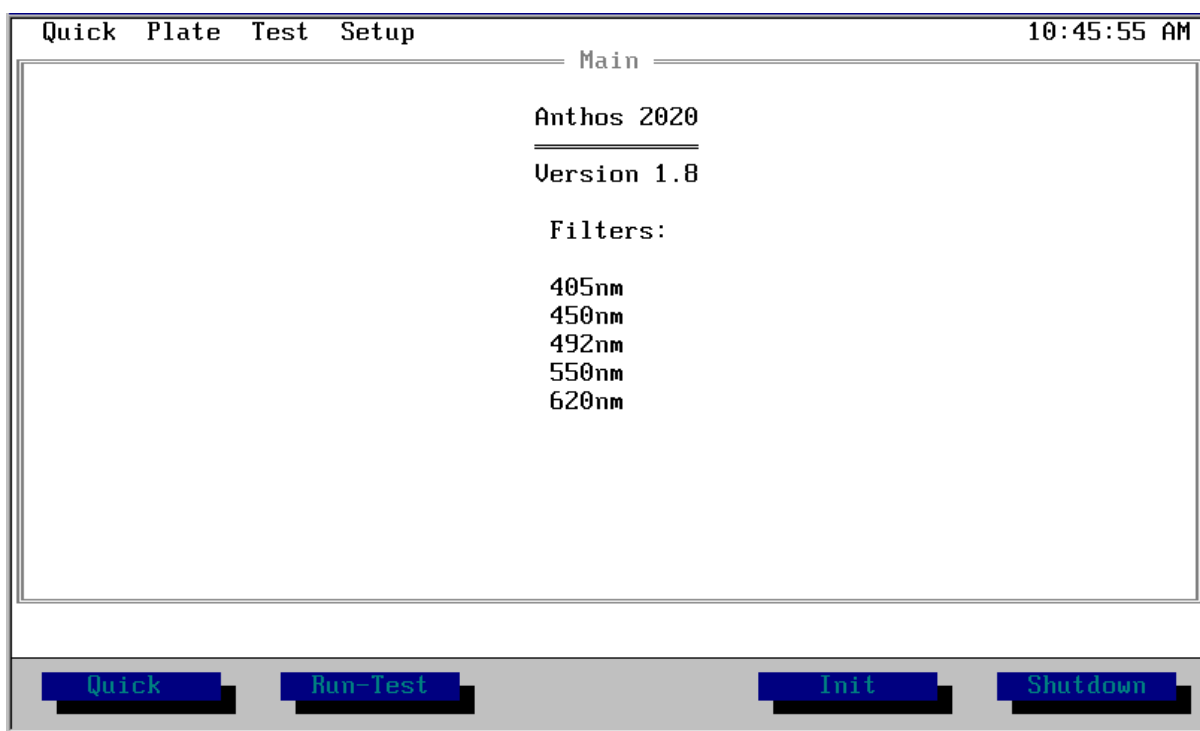 Quick Plate Test Setup 10:45:55 AM
Main
Anthos 2020
Version 1.8
Filters:
405nm
450nm
492nm
550nm
620nm
Quick Run-Test Init Shutdown